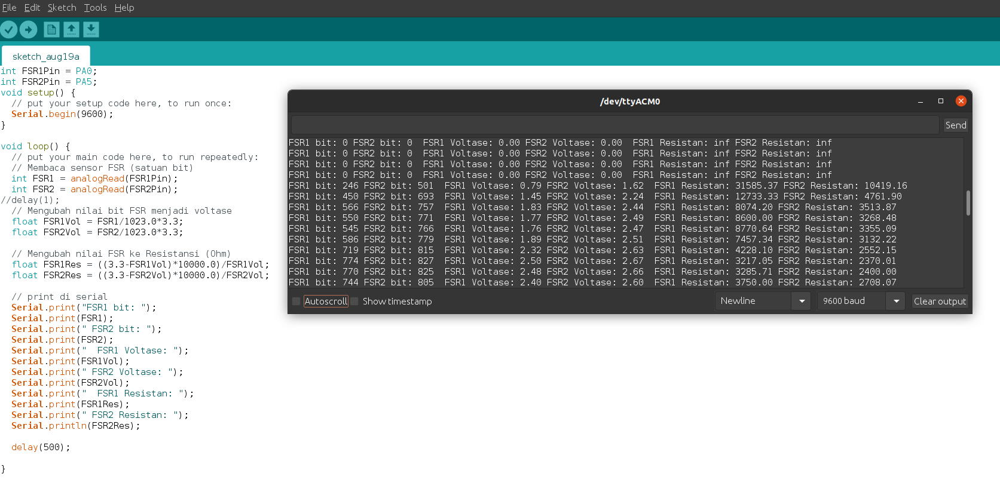 File Edit Sketch Tools Help
sketch_aug19a
int FSR1Pin = PA0;
int FSR2Pin = PA5;
void setup() {
  // put your setup code here, to run once:
  Serial.begin(9600);
}
void loop() {
  // put your main code here, to run repeatedly:
  // Membaca sensor FSR (satuan bit)
  int FSR1 = analogRead(FSR1Pin);
  int FSR2 = analogRead(FSR2Pin);
//delay(1);
  // Mengubah nilai bit FSR menjadi voltase
  float FSR1Vol = FSR1/1023.0*3.3;
  float FSR2Vol = FSR2/1023.0*3.3;
  // Mengubah nilai FSR ke Resistansi (Ohm)
  float FSR1Res = ((3.3-FSR1Vol)*10000.0)/FSR1Vol;
  float FSR2Res = ((3.3-FSR2Vol)*10000.0)/FSR2Vol;
  // print di serial
  Serial.print("FSR1 bit: ");
  Serial.print(FSR1);
  Serial.print(" FSR2 bit: ");
  Serial.print(FSR2);
  Serial.print("  FSR1 Voltase: ");
  Serial.print(FSR1Vol);
  Serial.print(" FSR2 Voltase: ");
  Serial.print(FSR2Vol);
  Serial.print("  FSR1 Resistan: ");
  Serial.print(FSR1Res);
  Serial.print(" FSR2 Resistan: ");
  Serial.println(FSR2Res);
  delay(500);
}
/dev/ttyACM0
Send
FSR1 bit: 0 FSR2 bit: 0  FSR1 Voltase: 0.00 FSR2 Voltase: 0.00  FSR1 Resistan: inf FSR2 Resistan: inf
FSR1 bit: 0 FSR2 bit: 0  FSR1 Voltase: 0.00 FSR2 Voltase: 0.00  FSR1 Resistan: inf FSR2 Resistan: inf
FSR1 bit: 0 FSR2 bit: 0  FSR1 Voltase: 0.00 FSR2 Voltase: 0.00  FSR1 Resistan: inf FSR2 Resistan: inf
FSR1 bit: 0 FSR2 bit: 0  FSR1 Voltase: 0.00 FSR2 Voltase: 0.00  FSR1 Resistan: inf FSR2 Resistan: inf
FSR1 bit: 246 FSR2 bit: 501  FSR1 Voltase: 0.79 FSR2 Voltase: 1.62  FSR1 Resistan: 31585.37 FSR2 Resistan: 10419.16
FSR1 bit: 450 FSR2 bit: 693  FSR1 Voltase: 1.45 FSR2 Voltase: 2.24  FSR1 Resistan: 12733.33 FSR2 Resistan: 4761.90
FSR1 bit: 566 FSR2 bit: 757  FSR1 Voltase: 1.83 FSR2 Voltase: 2.44  FSR1 Resistan: 8074.20 FSR2 Resistan: 3513.87
FSR1 bit: 550 FSR2 bit: 771  FSR1 Voltase: 1.77 FSR2 Voltase: 2.49  FSR1 Resistan: 8600.00 FSR2 Resistan: 3268.48
FSR1 bit: 545 FSR2 bit: 766  FSR1 Voltase: 1.76 FSR2 Voltase: 2.47  FSR1 Resistan: 8770.64 FSR2 Resistan: 3355.09
FSR1 bit: 586 FSR2 bit: 779  FSR1 Voltase: 1.89 FSR2 Voltase: 2.51  FSR1 Resistan: 7457.34 FSR2 Resistan: 3132.22
FSR1 bit: 719 FSR2 bit: 815  FSR1 Voltase: 2.32 FSR2 Voltase: 2.63  FSR1 Resistan: 4228.10 FSR2 Resistan: 2552.15
FSR1 bit: 774 FSR2 bit: 827  FSR1 Voltase: 2.50 FSR2 Voltase: 2.67  FSR1 Resistan: 3217.05 FSR2 Resistan: 2370.01
FSR1 bit: 770 FSR2 bit: 825  FSR1 Voltase: 2.48 FSR2 Voltase: 2.66  FSR1 Resistan: 3285.71 FSR2 Resistan: 2400.00
FSR1 bit: 744 FSR2 bit: 805  FSR1 Voltase: 2.40 FSR2 Voltase: 2.60  FSR1 Resistan: 3750.00 FSR2 Resistan: 2708.07
Autoscroll Show timestamp Newline 9600 baud Clear output